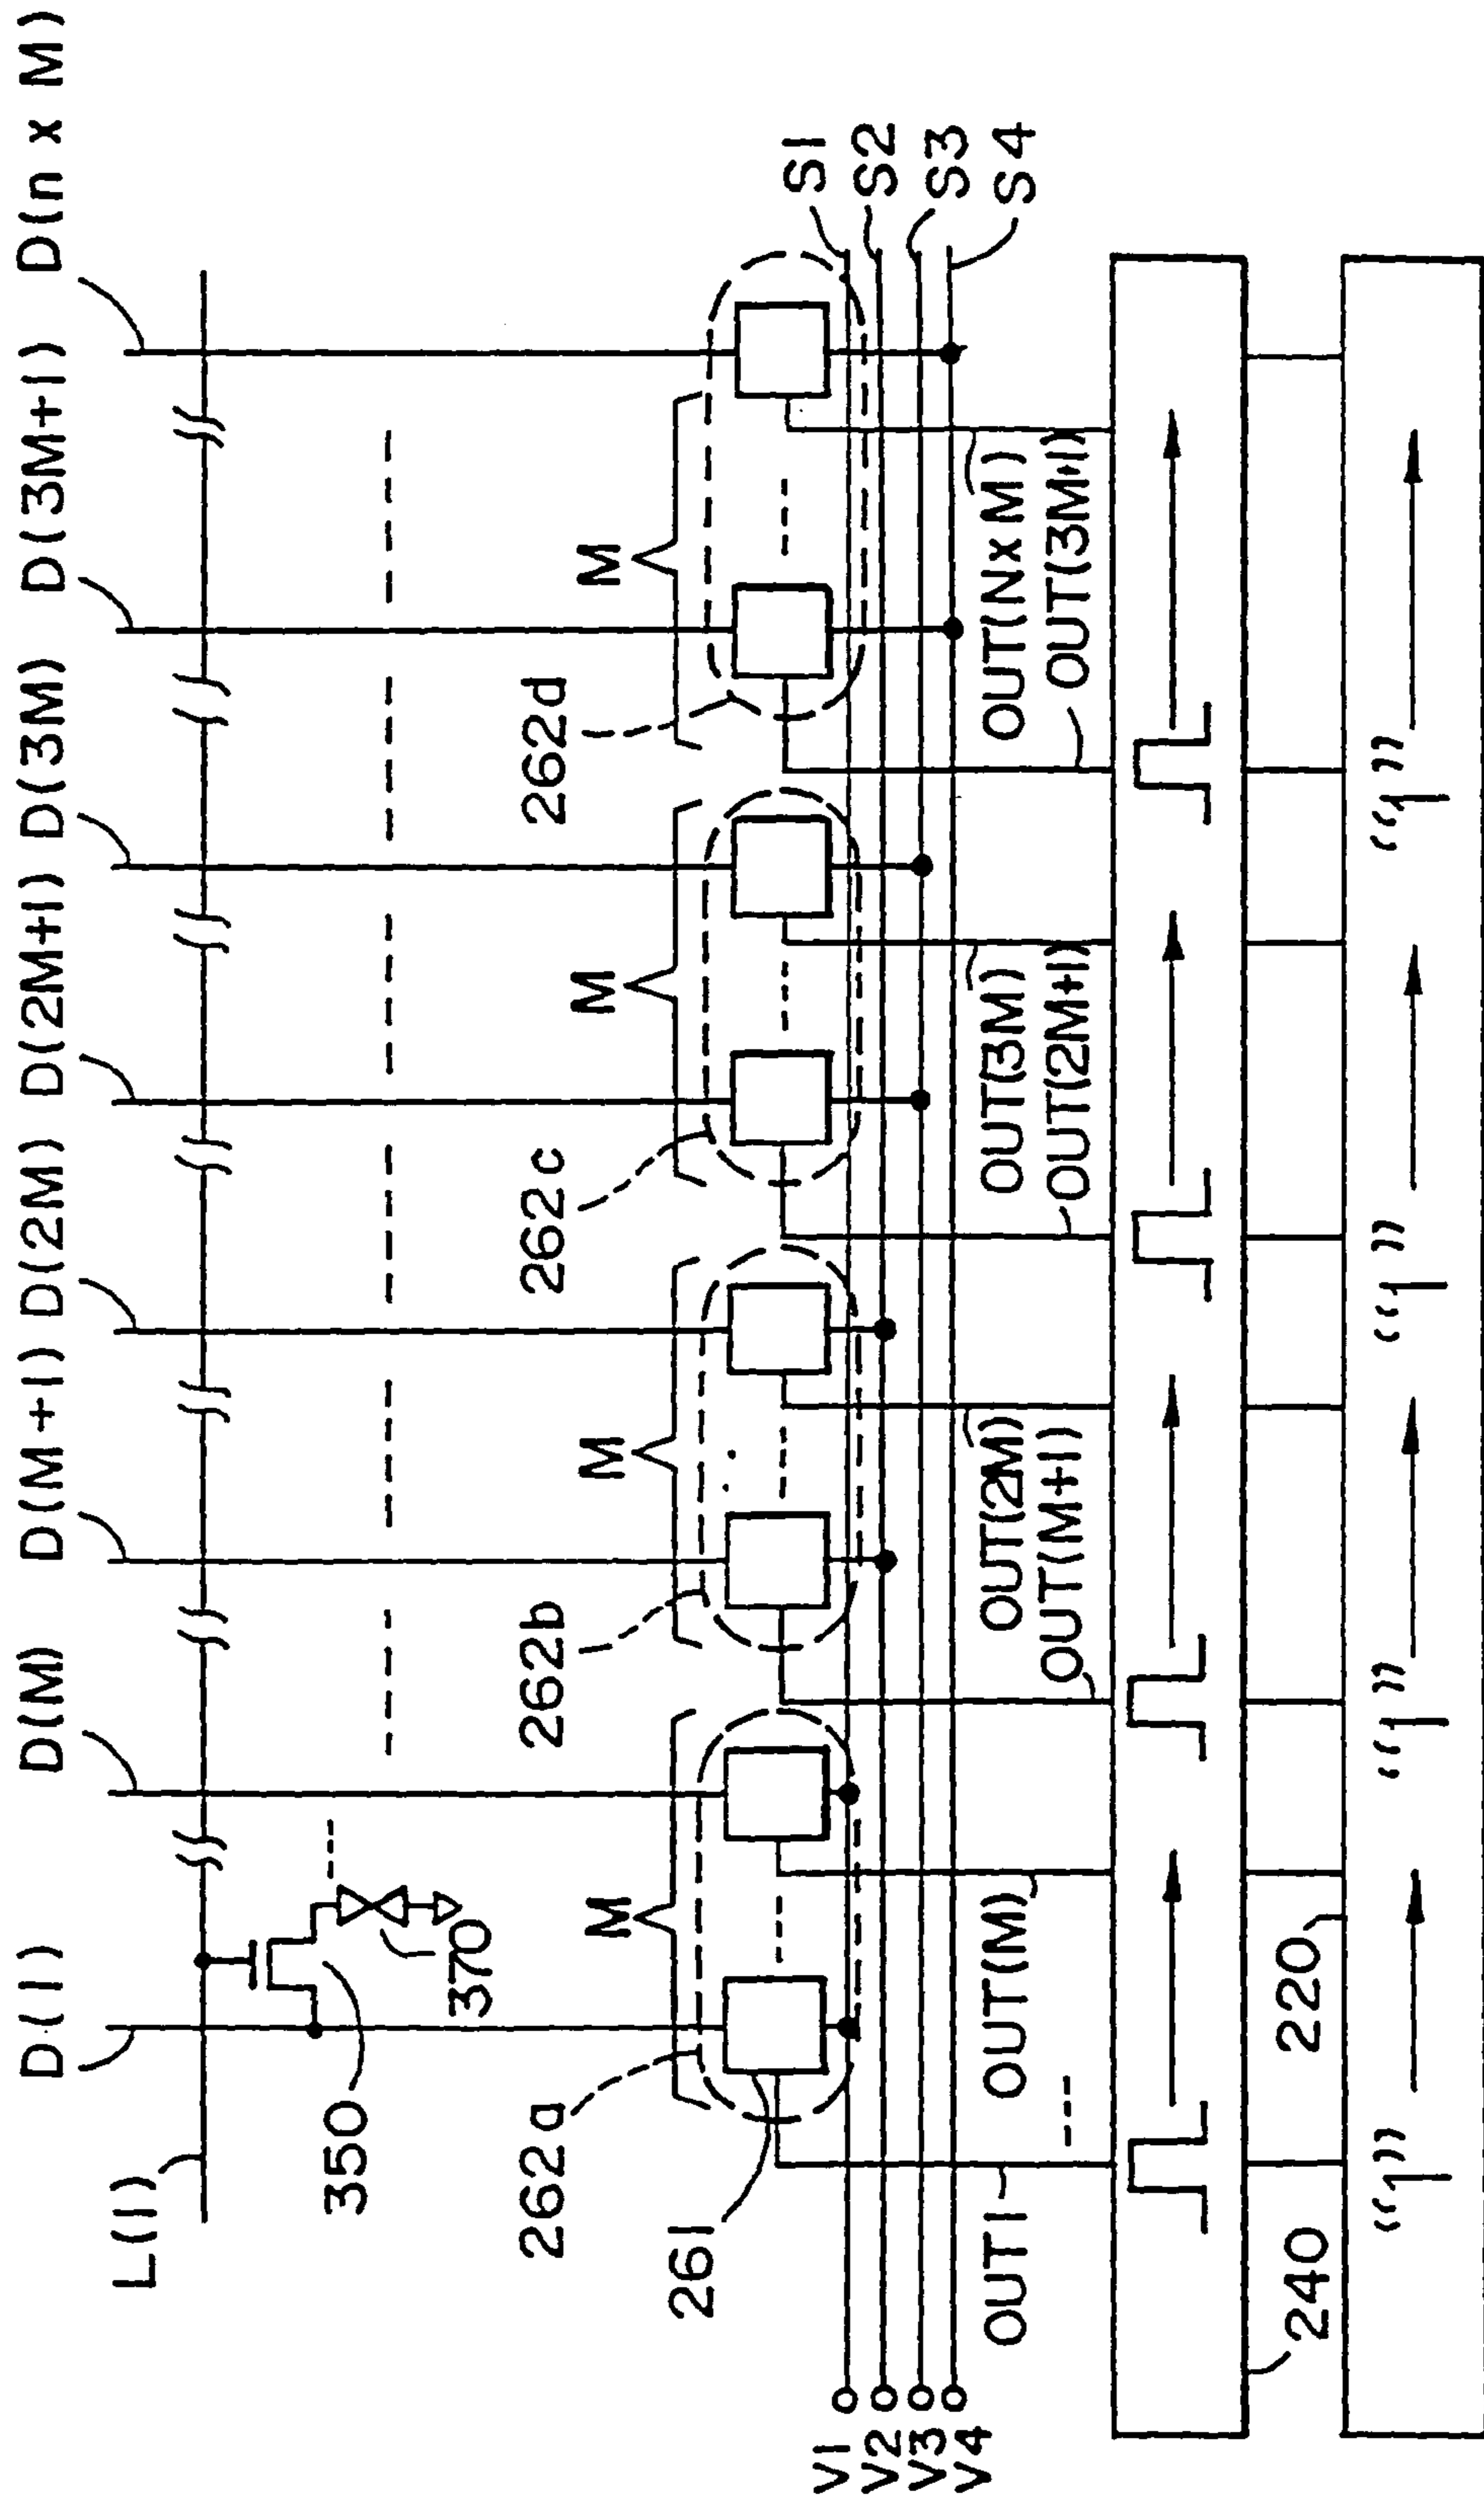 D(1) D(M) D(M+1) D(2M) D(2M+1) D(3M) D(3M+1) D(n x M)
L(1)
350
370
262a 262b 262c 262d
M M M M
261
S1
S2
S3
S4
V1
V2
V3
V4
OUT1 OUT(M) OUT(2M) OUT(3M) OUT(NxM)
OUT(M+1) OUT(2M+1) OUT(3M+1)
240 220
"1" "1" "1" "1"